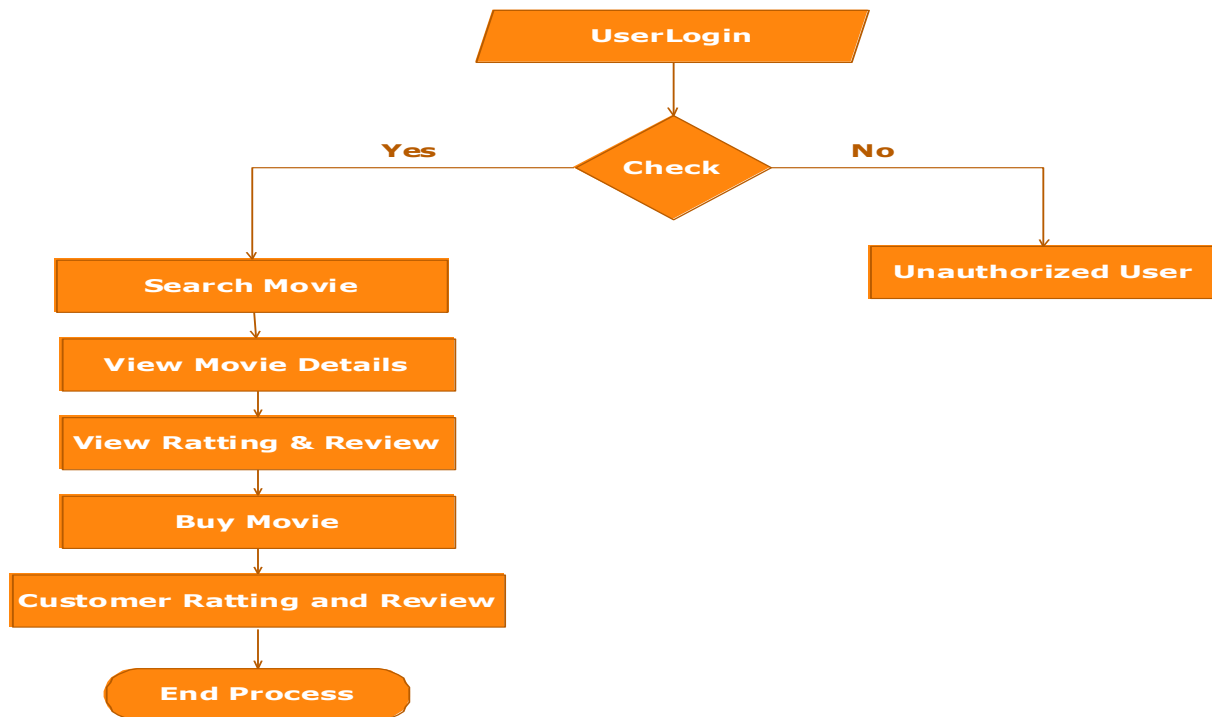 UserLogin
Check
Yes
No
Search Movie
Unauthorized User
View Movie Details
View Ratting & Review
Buy Movie
Customer Ratting and Review
End Process